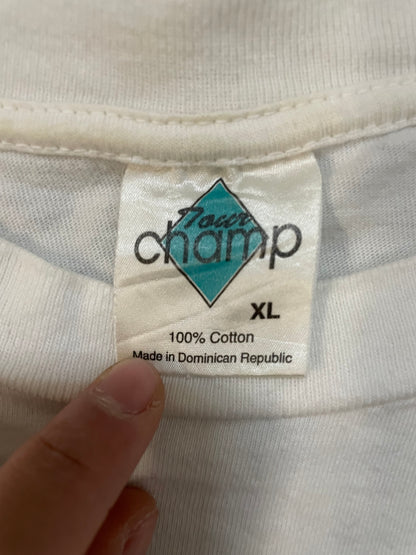 Tour
champ
XL
100% Cotton
Made in Dominican Republic